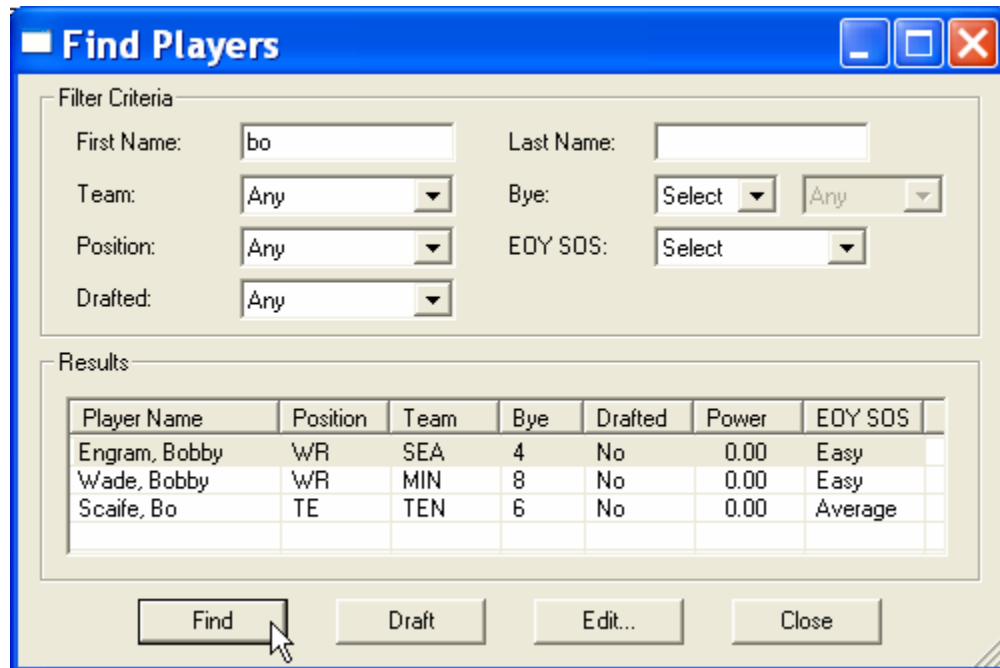 Find Players
Filter Criteria
First Name: bo Last Name:
Team: Any Bye: Select Any
Position: Any EOY SOS: Select
Drafted: Any
Results
Player Name Position Team Bye Drafted Power EOY SOS
Engram, Bobby WR SEA 4 No 0.00 Easy
Wade, Bobby WR MIN 8 No 0.00 Easy
Scaife, Bo TE TEN 6 No 0.00 Average
Find Draft Edit... Close